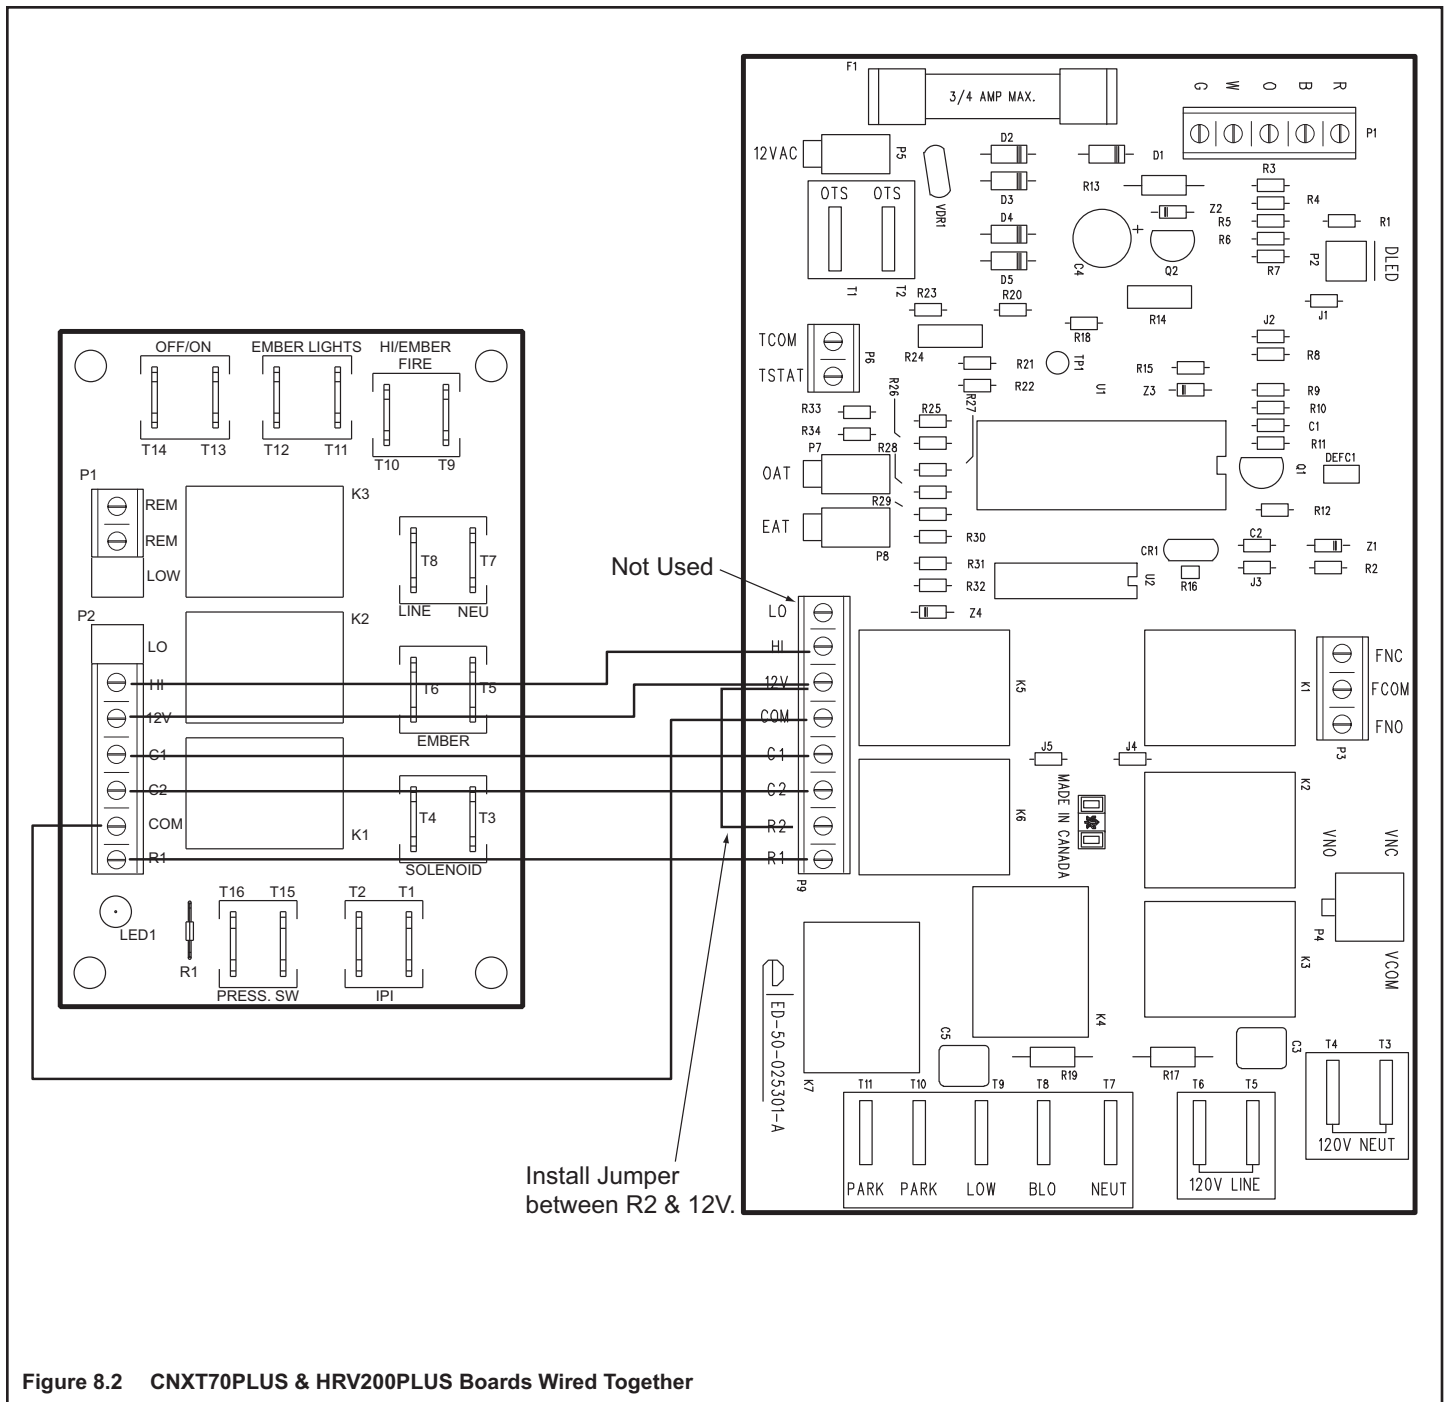 F1
3/4 AMP MAX.
G W O B R
P1
12VAC
P5
OTS OTS
T1
T2
VDR1
D2
D3
D4
D5
D1
R13
Z2
C4
+
Q2
R3
R4
R5
R6
R7
R1
P2
DLED
J1
R23
R20
R14
R18
TCOM
TSTAT
P6
R24
R21
R22
TP1
U1
R15
Z3
J2
R8
R9
R10
C1
R11
R33
R34
R26
R25
R27
R28
R29
P7
OAT
EAT
P8
R30
R31
R32
Z4
Q1
DEFC1
R12
CR1
R16
U2
C2
J3
Z1
R2
Not Used
LO
HI
12V
COM
C1
C2
R2
R1
P9
K5
K6
K1
K2
K3
K4
K7
J5
J4
MADE IN CANADA
FNC
FCOM
FNO
P3
VNO
VNC
P4
VCOM
ED-50-025301-A
C5
C3
R19
R17
T11 T10 T9 T8 T7
PARK PARK LOW BLO NEUT
T6 T5
120V LINE
T4 T3
120V NEUT
OFF/ON
EMBER LIGHTS
HI/EMBER
FIRE
T14 T13
T12 T11
T10 T9
P1
REM
REM
LOW
K3
T8 T7
LINE NEU
P2
LO
HI
12V
C1
C2
COM
R1
K2
T6 T5
EMBER
K1
T4 T3
SOLENOID
LED1
R1
T16 T15
PRESS. SW
T2 T1
IPI
Install Jumper
between R2 & 12V.
Figure 8.2 CNXT70PLUS & HRV200PLUS Boards Wired Together